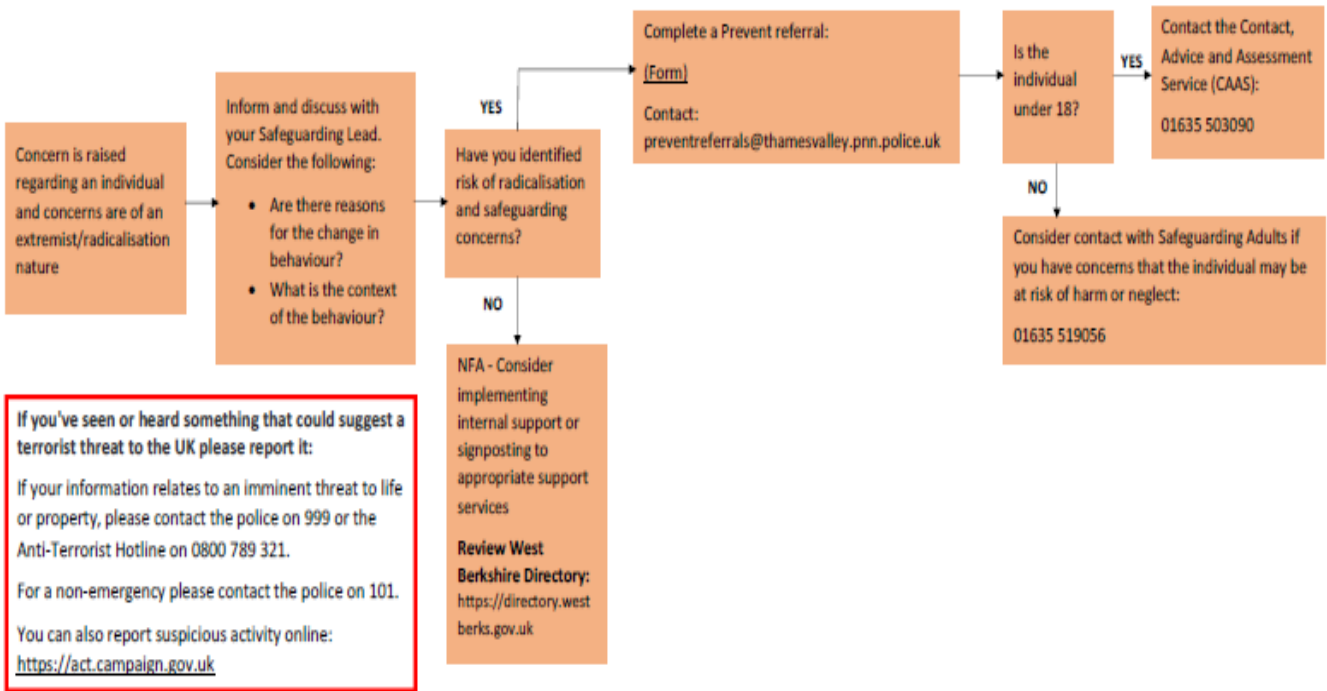 Concern is raised
regarding an individual
and concerns are of an
extremist/radicalisation
nature
Inform and discuss with
your Safeguarding Lead.
Consider the following:
• Are there reasons
for the change in
behaviour?
• What is the context
of the behaviour?
Have you identified
risk of radicalisation
and safeguarding
concerns?
YES
Complete a Prevent referral:
(Form)
Contact:
preventreferrals@thamesvalley.pnn.police.uk
Is the
individual
under 18?
YES
Contact the Contact,
Advice and Assessment
Service (CAAS):
01635 503090
NO
Consider contact with Safeguarding Adults if
you have concerns that the individual may be
at risk of harm or neglect:
01635 519056
NO
NFA - Consider
implementing
internal support or
signposting to
appropriate support
services
Review West
Berkshire Directory:
https://directory.west
berks.gov.uk
If you've seen or heard something that could suggest a
terrorist threat to the UK please report it:
If your information relates to an imminent threat to life
or property, please contact the police on 999 or the
Anti-Terrorist Hotline on 0800 789 321.
For a non-emergency please contact the police on 101.
You can also report suspicious activity online:
https://act.campaign.gov.uk